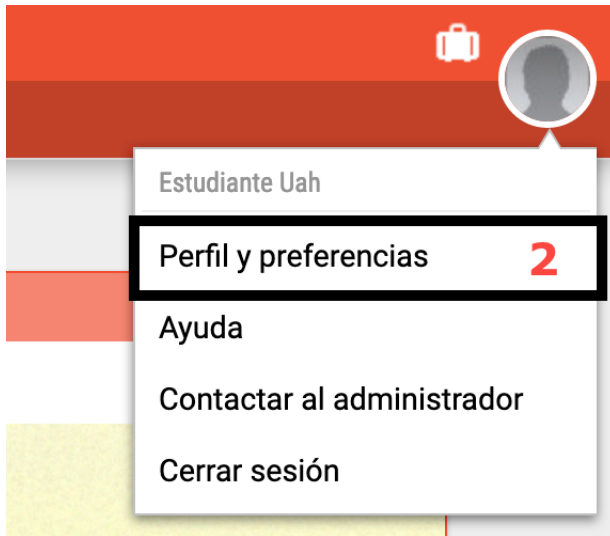 Estudiante Uah
Perfil y preferencias 2
Ayuda
Contactar al administrador
Cerrar sesión